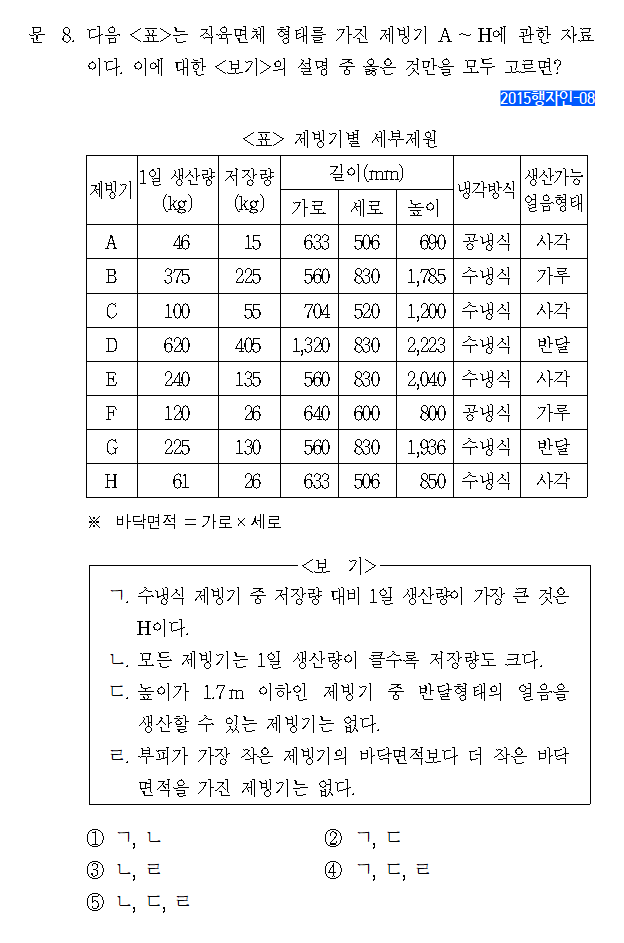 문 8. 다음 <표>는 직육면체 형태를 가진 제빙기 A ~ H에 관한 자료
이다. 이에 대한 <보기>의 설명 중 옳은 것만을 모두 고르면?
2015행자인-08
<표> 제빙기별 세부제원
제빙기 1일 생산량 (kg) 저장량 (kg) 길이(mm) 가로 세로 높이 냉각방식 생산가능 얼음형태
A 46 15 633 506 690 공냉식 사각
B 375 225 560 830 1,785 수냉식 가루
C 100 55 704 520 1,200 수냉식 사각
D 620 405 1,320 830 2,223 수냉식 반달
E 240 135 560 830 2,040 수냉식 사각
F 120 26 640 600 800 공냉식 가루
G 225 130 560 830 1,936 수냉식 반달
H 61 26 633 506 850 수냉식 사각
※ 바닥면적 = 가로 × 세로
<보 기>
ㄱ. 수냉식 제빙기 중 저장량 대비 1일 생산량이 가장 큰 것은
H이다.
ㄴ. 모든 제빙기는 1일 생산량이 클수록 저장량도 크다.
ㄷ. 높이가 1.7 m 이하인 제빙기 중 반달형태의 얼음을
생산할 수 있는 제빙기는 없다.
ㄹ. 부피가 가장 작은 제빙기의 바닥면적보다 더 작은 바닥
면적을 가진 제빙기는 없다.
① ㄱ, ㄴ ② ㄱ, ㄷ
③ ㄴ, ㄹ ④ ㄱ, ㄷ, ㄹ
⑤ ㄴ, ㄷ, ㄹ